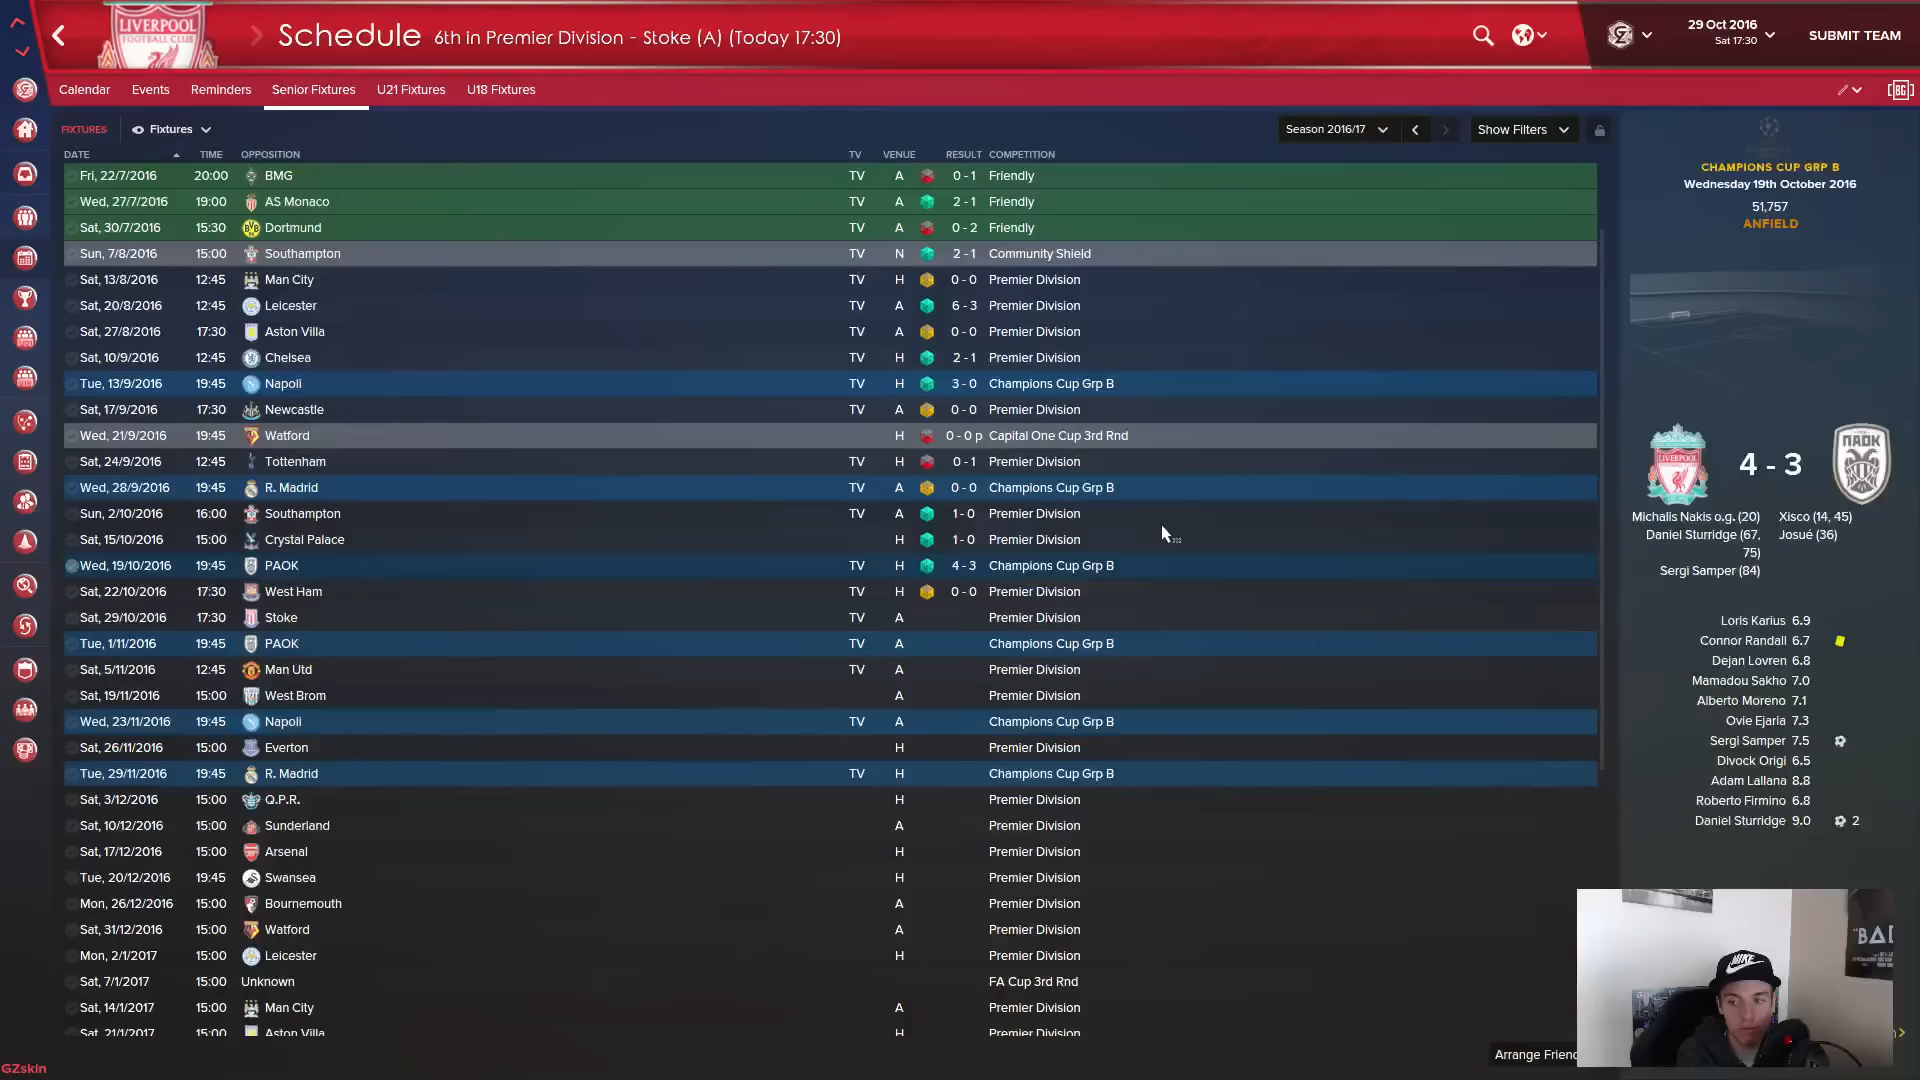 LIVERPOOL
FOOTBALL CLUB
Schedule 6th in Premier Division - Stoke (A) (Today 17:30)
29 Oct 2016
Sat 17:30
SUBMIT TEAM
Calendar Events Reminders Senior Fixtures U21 Fixtures U18 Fixtures
FIXTURES Fixtures Season 2016/17 Show Filters
DATE TIME OPPOSITION TV VENUE RESULT COMPETITION
Fri, 22/7/2016 20:00 BMG TV A 0 - 1 Friendly
Wed, 27/7/2016 19:00 AS Monaco TV A 2 - 1 Friendly
Sat, 30/7/2016 15:30 Dortmund TV A 0 - 2 Friendly
Sun, 7/8/2016 15:00 Southampton TV N 2 - 1 Community Shield
Sat, 13/8/2016 12:45 Man City TV H 0 - 0 Premier Division
Sat, 20/8/2016 12:45 Leicester TV A 6 - 3 Premier Division
Sat, 27/8/2016 17:30 Aston Villa TV A 0 - 0 Premier Division
Sat, 10/9/2016 12:45 Chelsea TV H 2 - 1 Premier Division
Tue, 13/9/2016 19:45 Napoli TV H 3 - 0 Champions Cup Grp B
Sat, 17/9/2016 17:30 Newcastle TV A 0 - 0 Premier Division
Wed, 21/9/2016 19:45 Watford H 0 - 0 p Capital One Cup 3rd Rnd
Sat, 24/9/2016 12:45 Tottenham TV H 0 - 1 Premier Division
Wed, 28/9/2016 19:45 R. Madrid TV A 0 - 0 Champions Cup Grp B
Sun, 2/10/2016 16:00 Southampton TV A 1 - 0 Premier Division
Sat, 15/10/2016 15:00 Crystal Palace H 1 - 0 Premier Division
Wed, 19/10/2016 19:45 PAOK TV H 4 - 3 Champions Cup Grp B
Sat, 22/10/2016 17:30 West Ham TV H 0 - 0 Premier Division
Sat, 29/10/2016 17:30 Stoke TV A Premier Division
Tue, 1/11/2016 19:45 PAOK TV A Champions Cup Grp B
Sat, 5/11/2016 12:45 Man Utd TV A Premier Division
Sat, 19/11/2016 15:00 West Brom A Premier Division
Wed, 23/11/2016 19:45 Napoli TV A Champions Cup Grp B
Sat, 26/11/2016 15:00 Everton H Premier Division
Tue, 29/11/2016 19:45 R. Madrid TV H Champions Cup Grp B
Sat, 3/12/2016 15:00 Q.P.R. H Premier Division
Sat, 10/12/2016 15:00 Sunderland A Premier Division
Sat, 17/12/2016 15:00 Arsenal H Premier Division
Tue, 20/12/2016 19:45 Swansea H Premier Division
Mon, 26/12/2016 15:00 Bournemouth A Premier Division
Sat, 31/12/2016 15:00 Watford A Premier Division
Mon, 2/1/2017 15:00 Leicester H Premier Division
Sat, 7/1/2017 15:00 Unknown FA Cup 3rd Rnd
Sat, 14/1/2017 15:00 Man City A Premier Division
Sat, 21/1/2017 15:00 Aston Villa H Premier Division
CHAMPIONS CUP GRP B
Wednesday 19th October 2016
51,757
ANFIELD
LIVERPOOL
4 - 3
ΠΑΟΚ
Michalis Nakis o.g. (20) Xisco (14, 45)
Daniel Sturridge (67, Josué (36)
75)
Sergi Samper (84)
Loris Karius 6.9
Connor Randall 6.7
Dejan Lovren 6.8
Mamadou Sakho 7.0
Alberto Moreno 7.1
Ovie Ejaria 7.3
Sergi Samper 7.5
Divock Origi 6.5
Adam Lallana 8.8
Roberto Firmino 6.8
Daniel Sturridge 9.0 2
"BAD
NIKE
Arrange Friend
GZskin